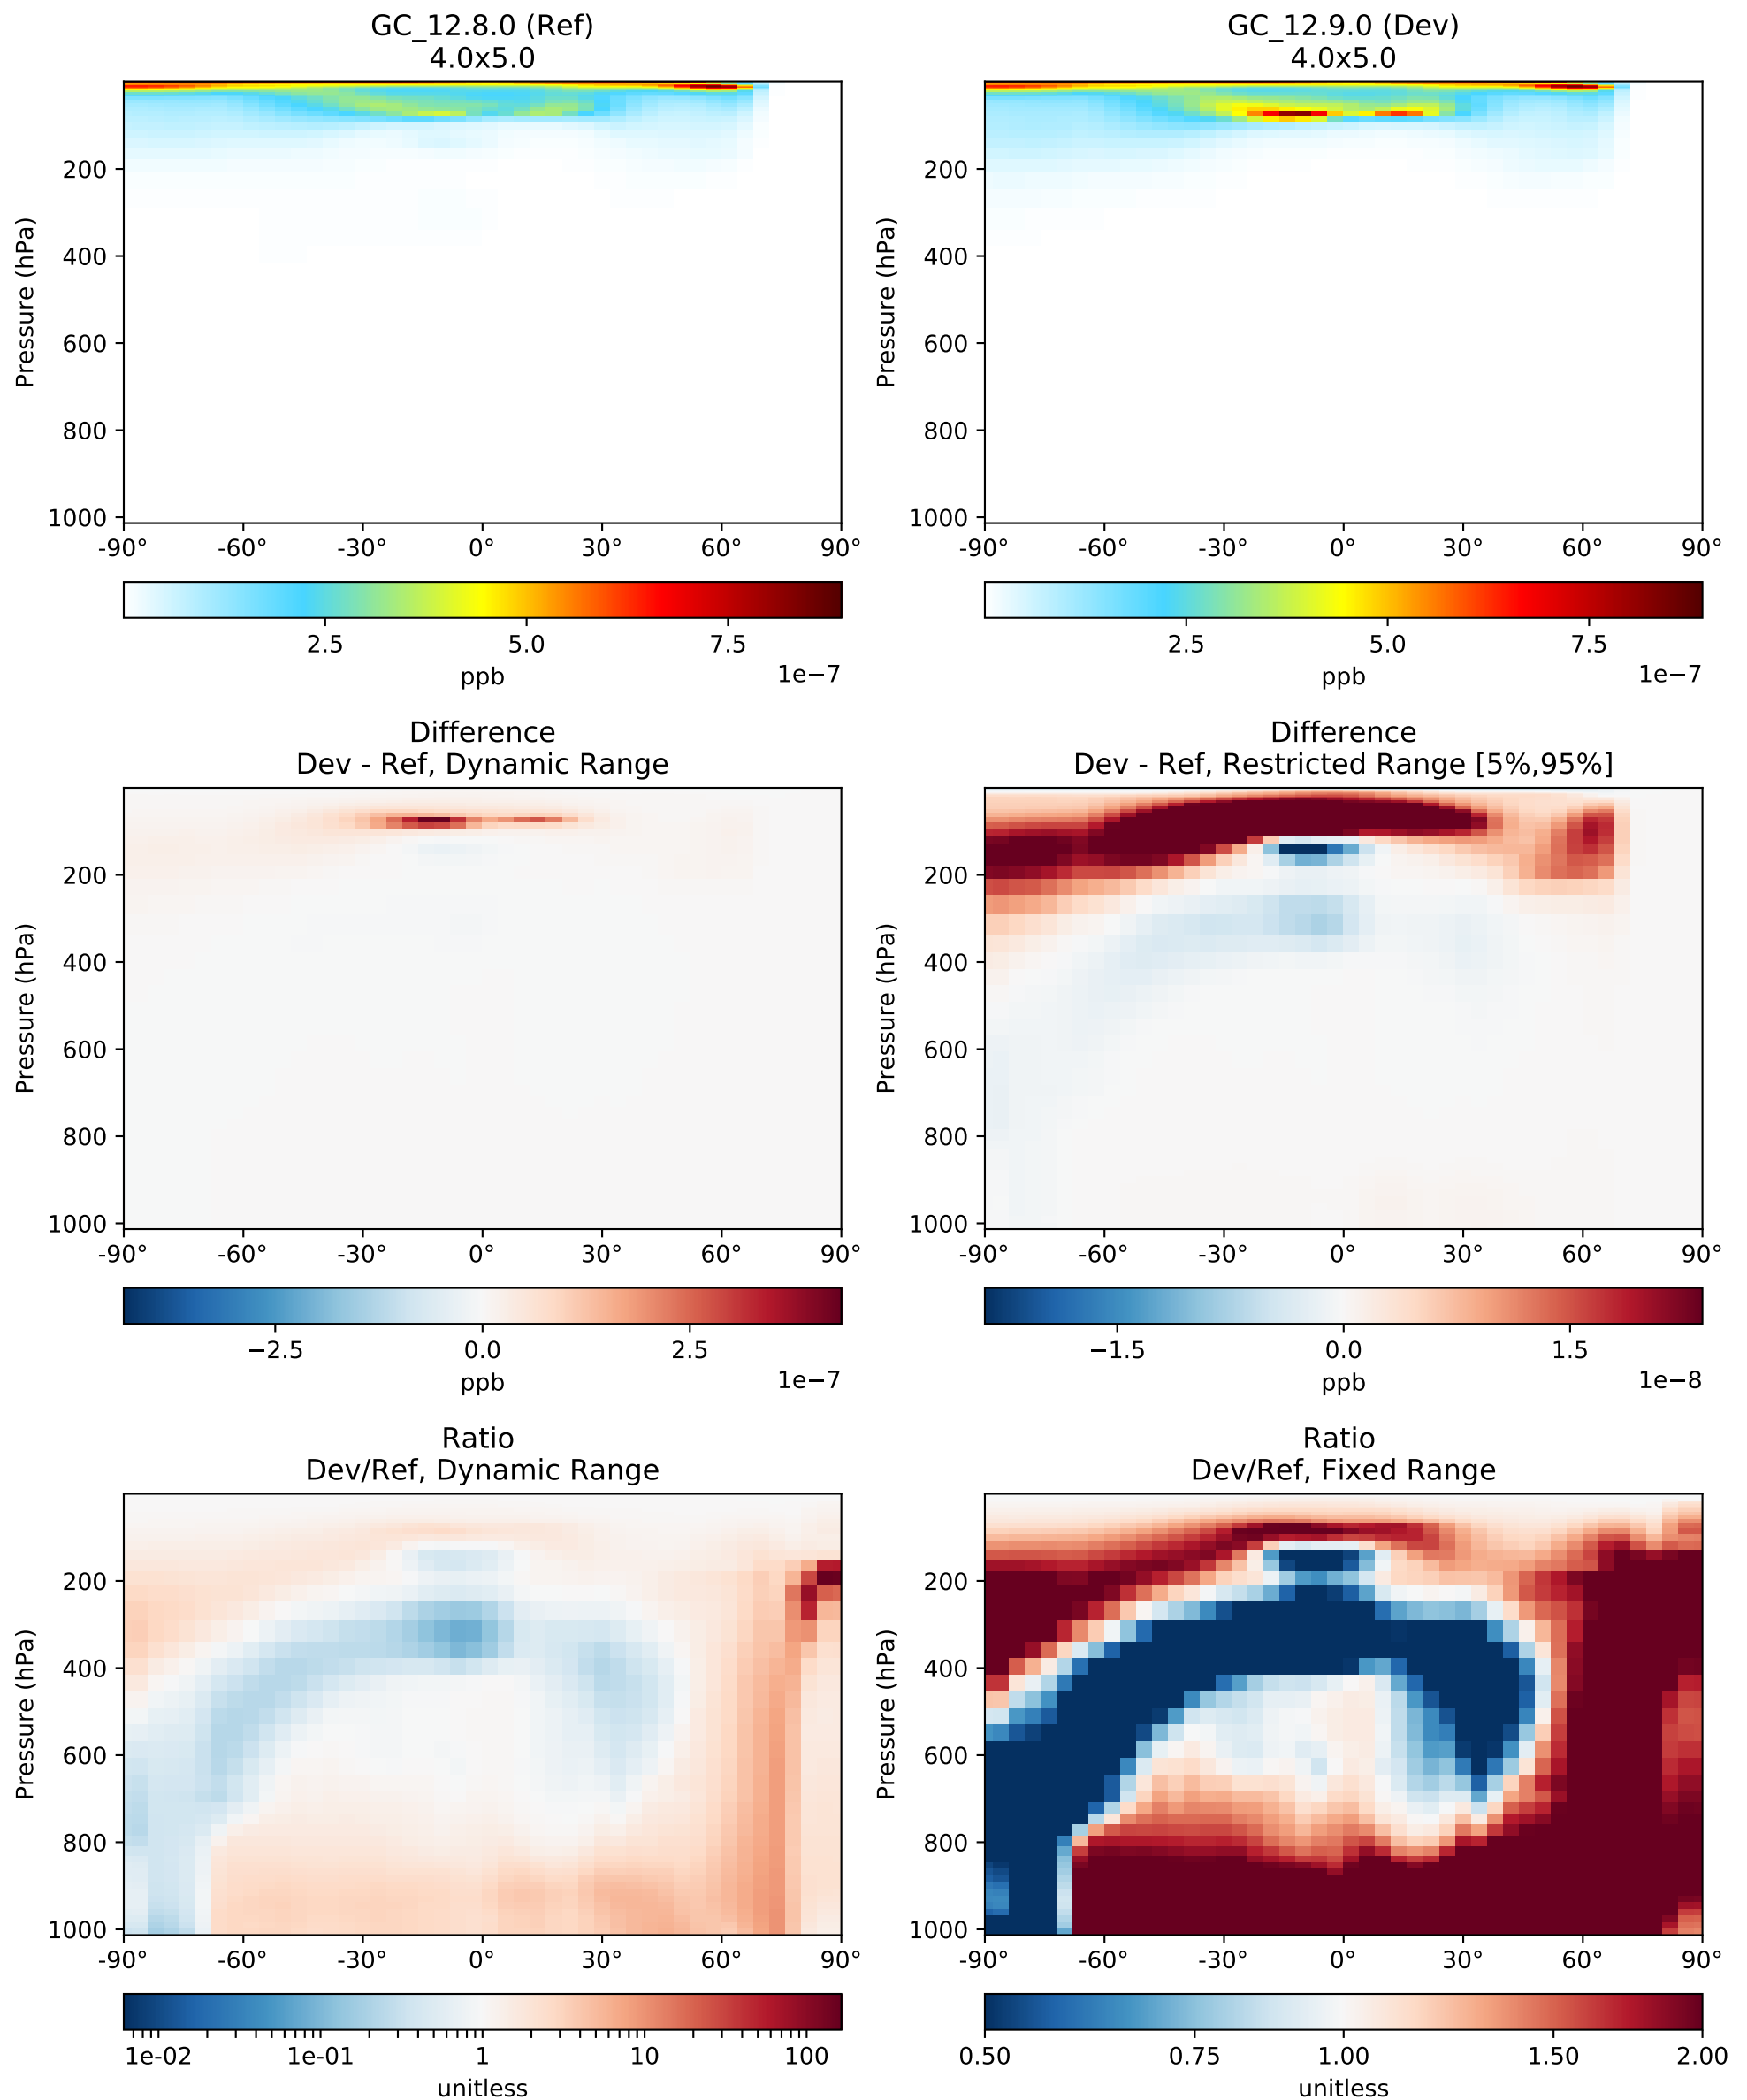 GC_12.8.0 (Ref)
4.0x5.0
Pressure (hPa)
200
400
600
800
1000
-90° -60° -30° 0° 30° 60° 90°
2.5 5.0 7.5
ppb
1e−7
GC_12.9.0 (Dev)
4.0x5.0
Pressure (hPa)
200
400
600
800
1000
-90° -60° -30° 0° 30° 60° 90°
2.5 5.0 7.5
ppb
1e−7
Difference
Dev - Ref, Dynamic Range
Pressure (hPa)
200
400
600
800
1000
-90° -60° -30° 0° 30° 60° 90°
−2.5 0.0 2.5
ppb
1e−7
Difference
Dev - Ref, Restricted Range [5%,95%]
Pressure (hPa)
200
400
600
800
1000
-90° -60° -30° 0° 30° 60° 90°
−1.5 0.0 1.5
ppb
1e−8
Ratio
Dev/Ref, Dynamic Range
Pressure (hPa)
200
400
600
800
1000
-90° -60° -30° 0° 30° 60° 90°
1e-02 1e-01 1 10 100
unitless
Ratio
Dev/Ref, Fixed Range
Pressure (hPa)
200
400
600
800
1000
-90° -60° -30° 0° 30° 60° 90°
0.50 0.75 1.00 1.50 2.00
unitless